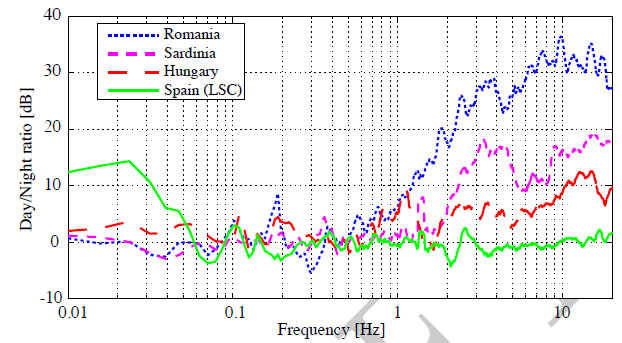 40
30
20
10
0
-10
Day/Night ratio [dB]
Romania
Sardinia
Hungary
Spain (LSC)
0.01 0.1 1 10
Frequency [Hz]